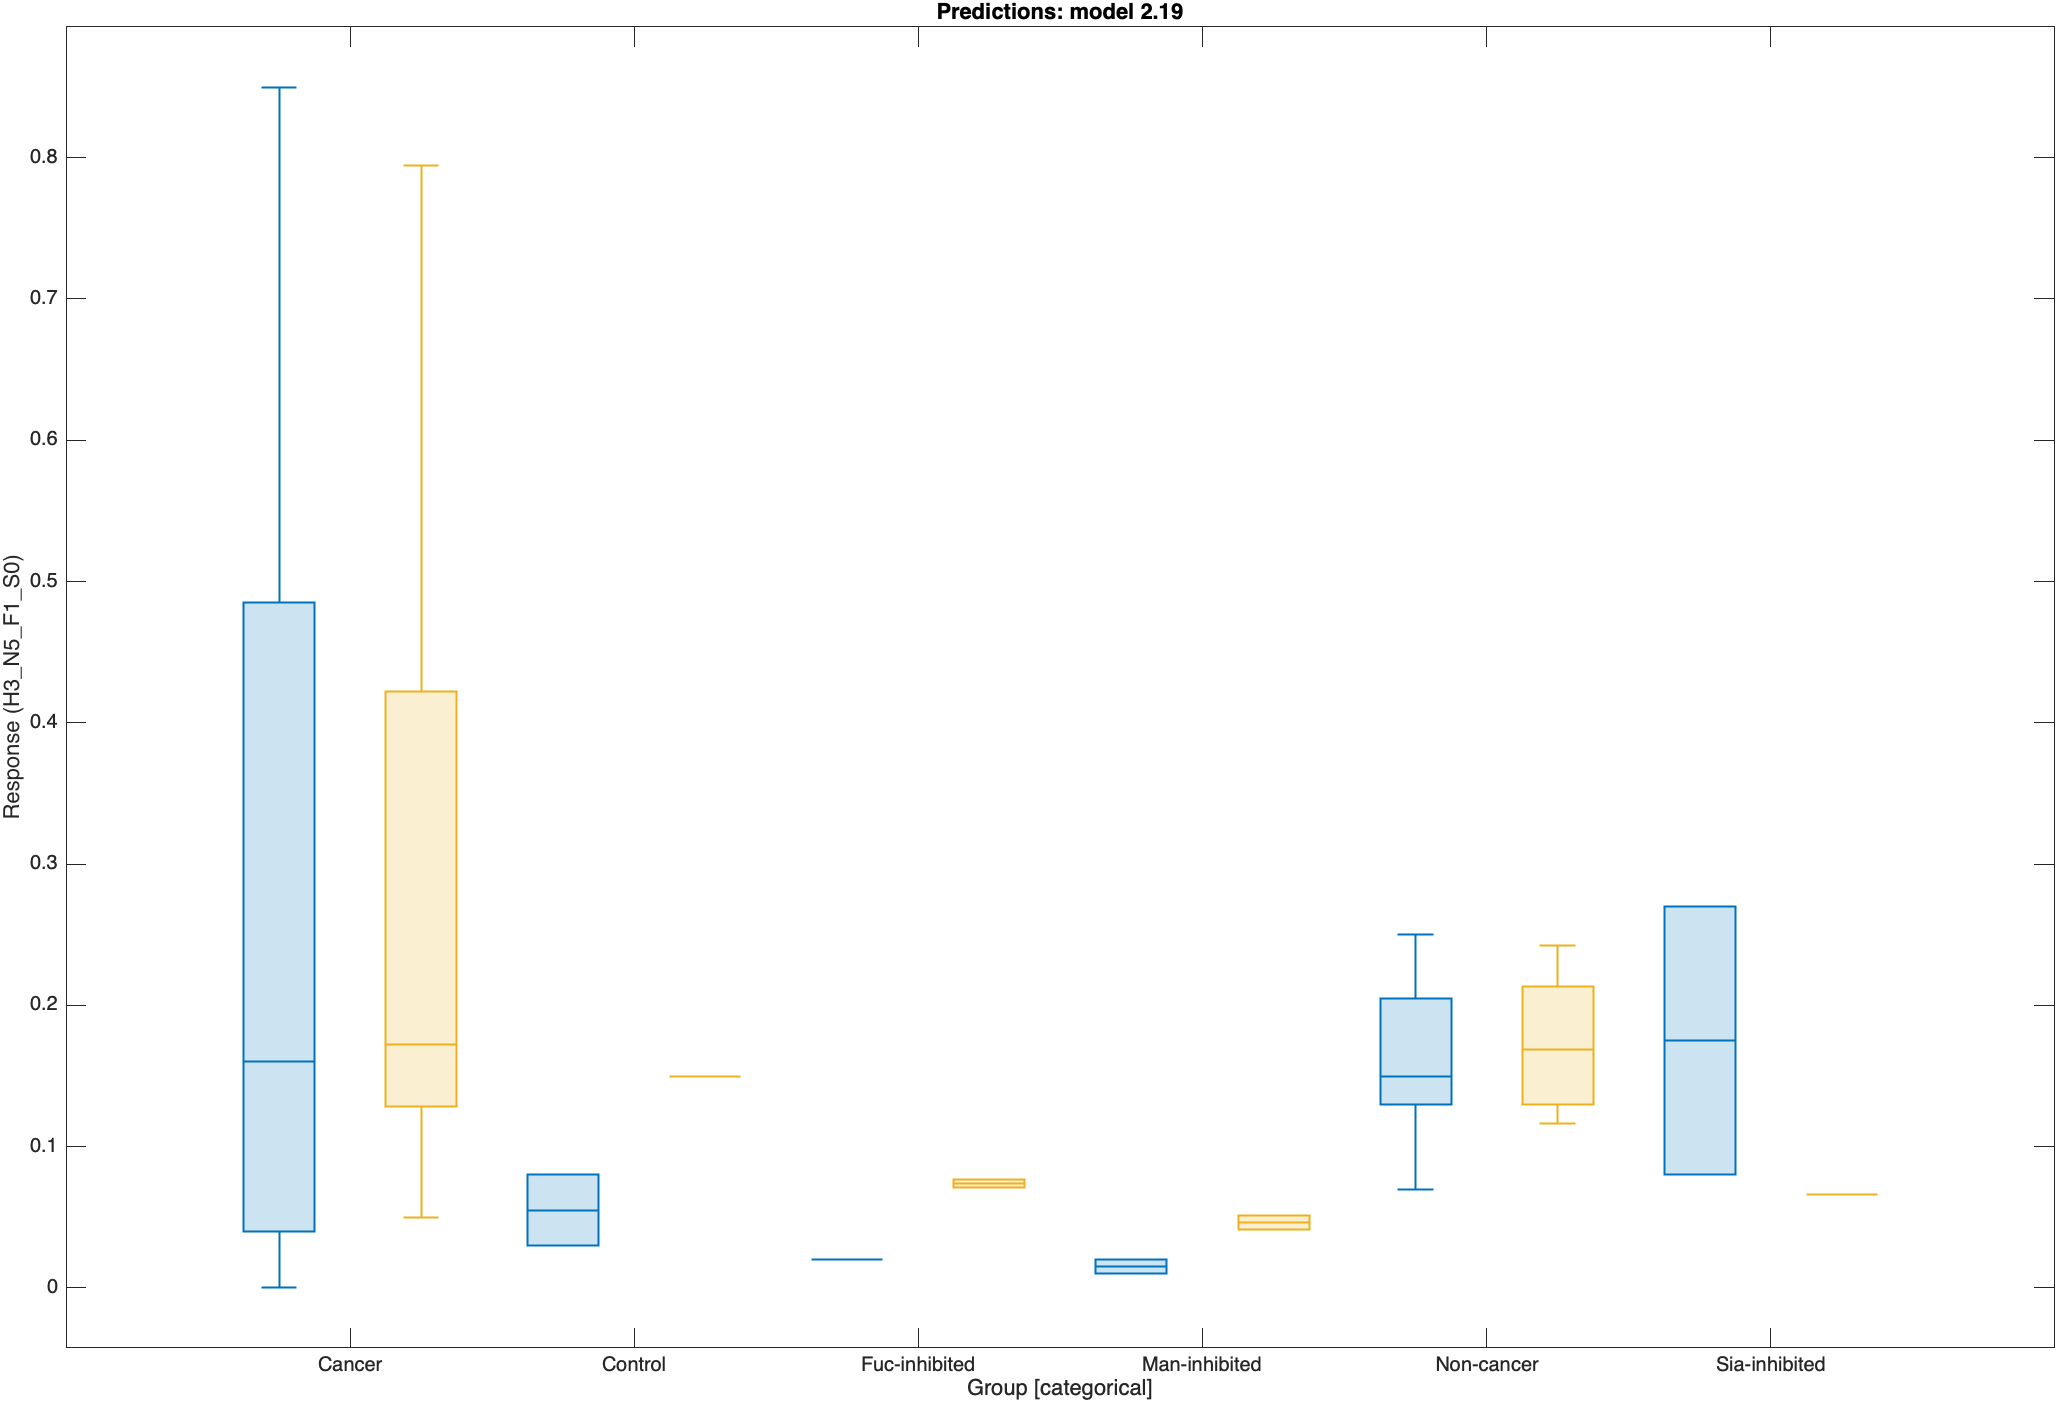 Predictions: model 2.19
Response (H3_N5_F1_S0)
0.8
0.7
0.6
0.5
0.4
0.3
0.2
0.1
0
Cancer Control Fuc-inhibited Man-inhibited Non-cancer Sia-inhibited
Group [categorical]